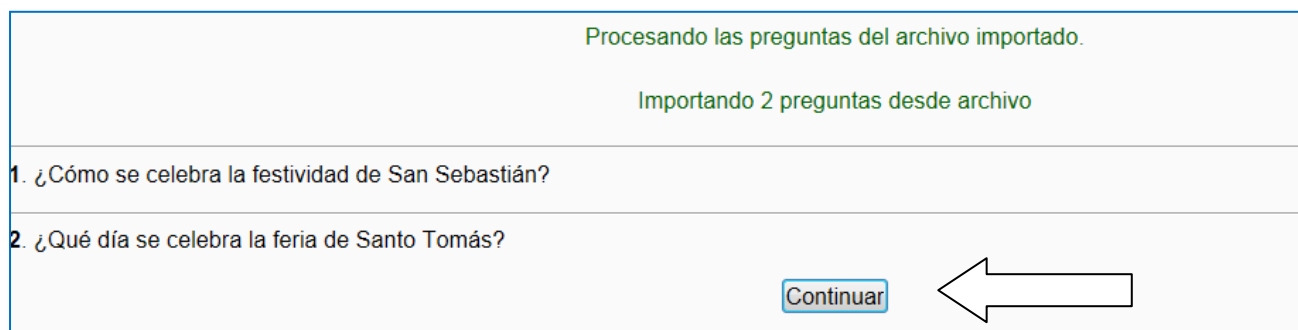 Procesando las preguntas del archivo importado.
Importando 2 preguntas desde archivo
1. ¿Cómo se celebra la festividad de San Sebastián?
2. ¿Qué día se celebra la feria de Santo Tomás?
Continuar